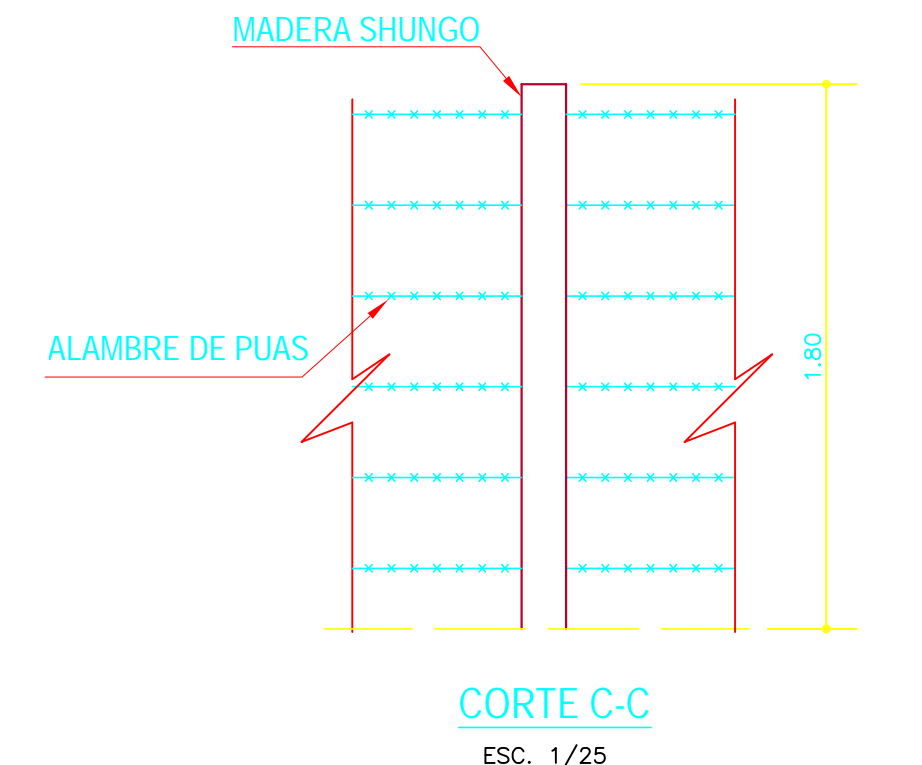 MADERA SHUNGO
ALAMBRE DE PUAS
1.80
CORTE C-C
ESC. 1/25